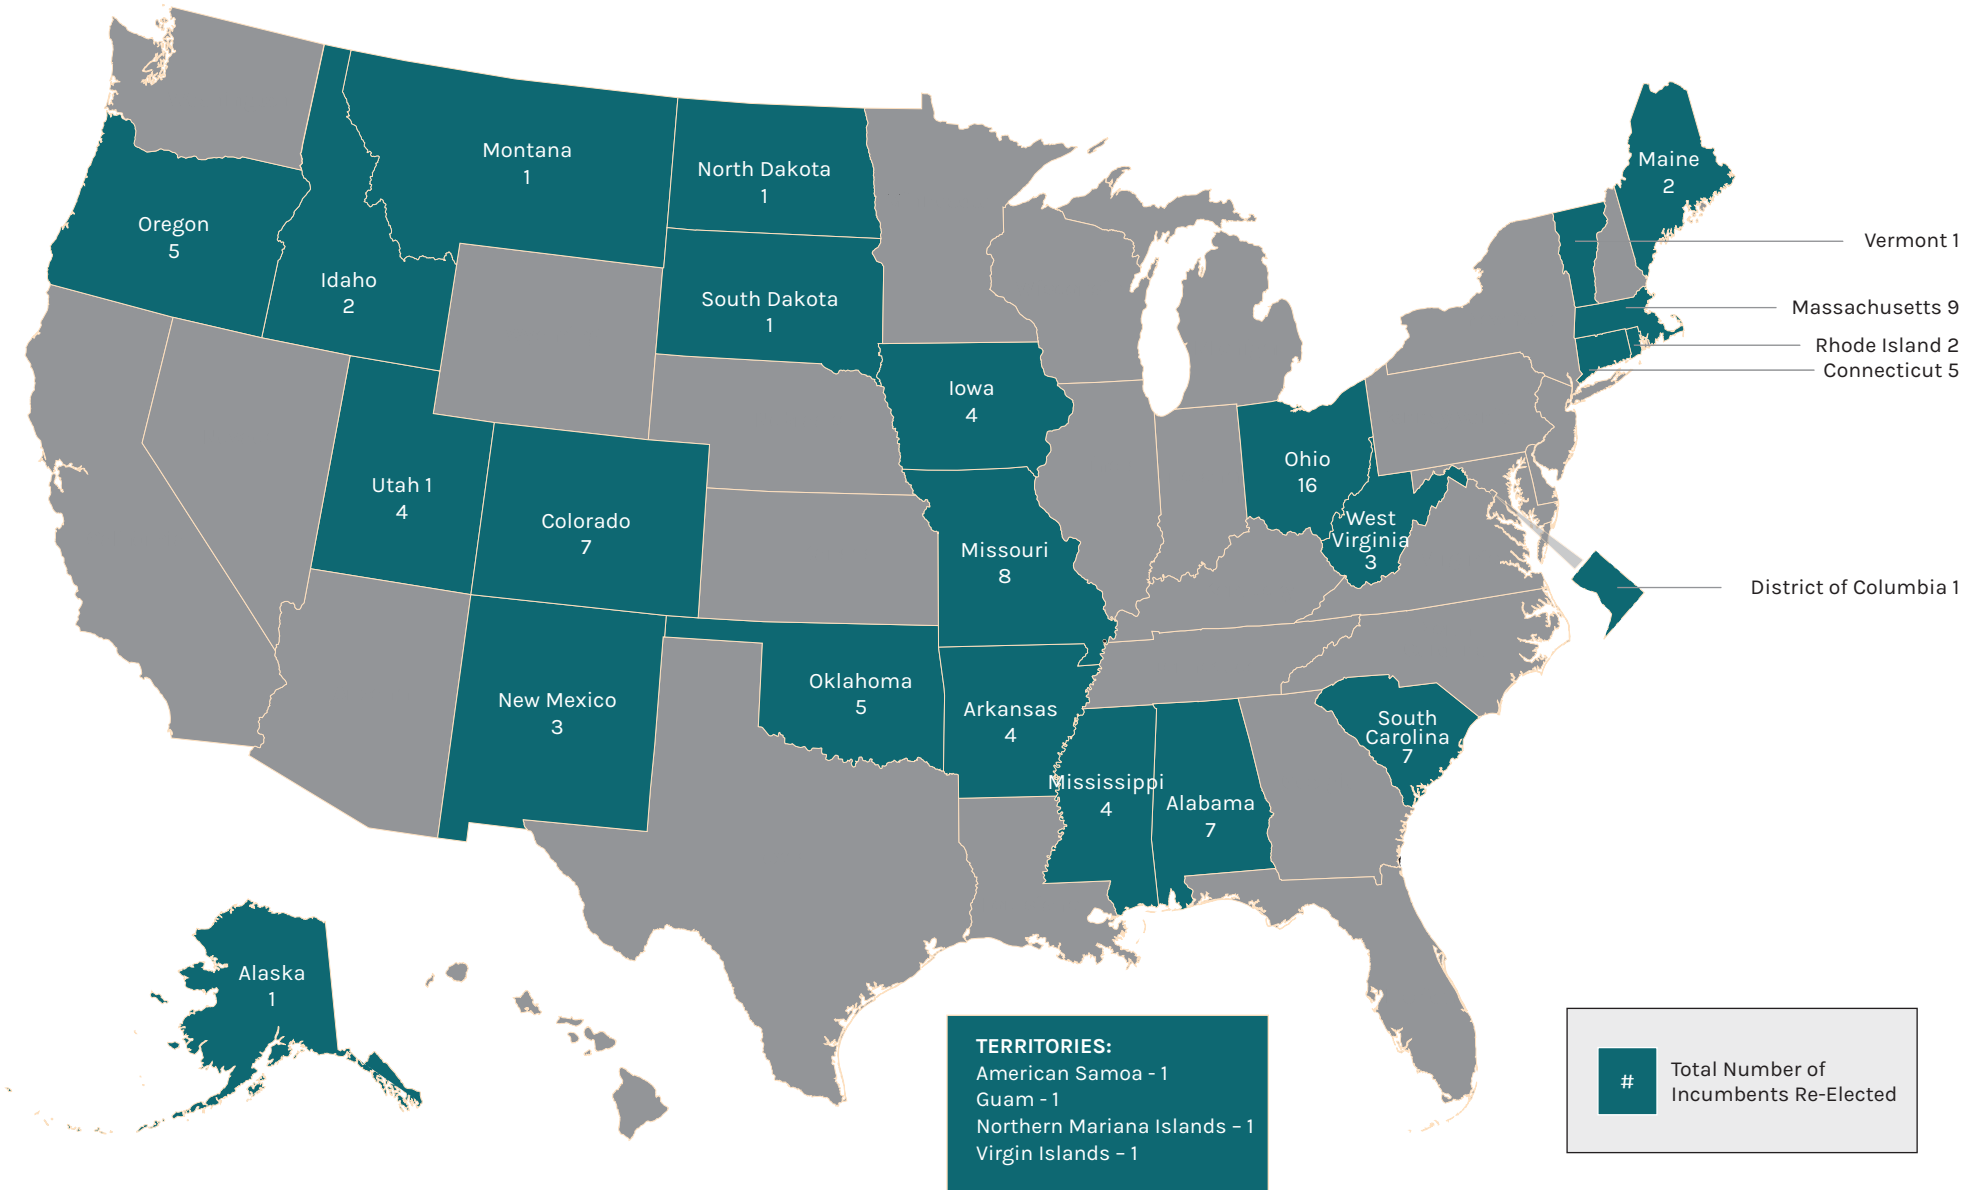 Montana
1
North Dakota
1
Maine
2
Oregon
5
Vermont 1
Idaho
2
South Dakota
1
Massachusetts 9
Rhode Island 2
Connecticut 5
Iowa
4
Ohio
16
Utah 1
4
Colorado
7
West
Virginia
3
Missouri
8
District of Columbia 1
New Mexico
3
Oklahoma
5
Arkansas
4
South
Carolina
7
Mississippi
4
Alabama
7
Alaska
1
TERRITORIES:
American Samoa - 1
Guam - 1
Northern Mariana Islands – 1
Virgin Islands – 1
#
Total Number of
Incumbents Re-Elected